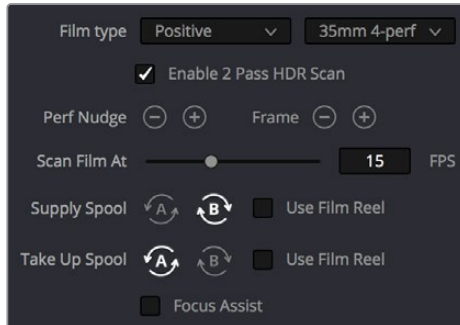 Film type Positive 35mm 4-perf
Enable 2 Pass HDR Scan
Perf Nudge Frame
Scan Film At 15 FPS
Supply Spool A B Use Film Reel
Take Up Spool A B Use Film Reel
Focus Assist